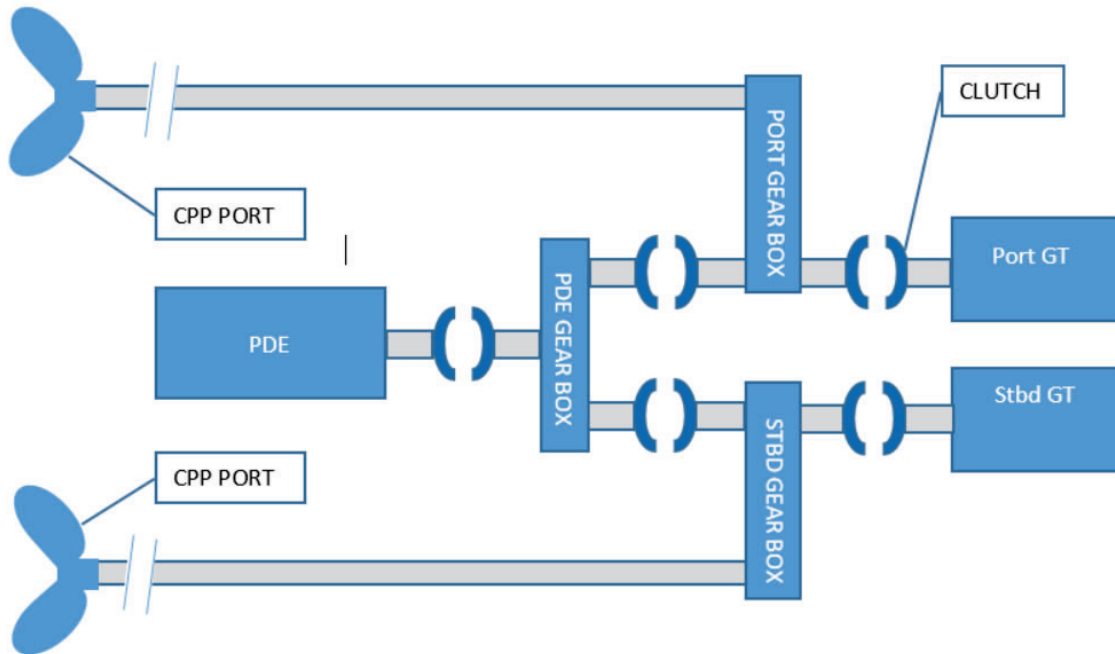 CLUTCH
PORT GEAR BOX
CPP PORT
Port GT
PDE GEAR BOX
PDE
Stbd GT
STBD GEAR BOX
CPP PORT